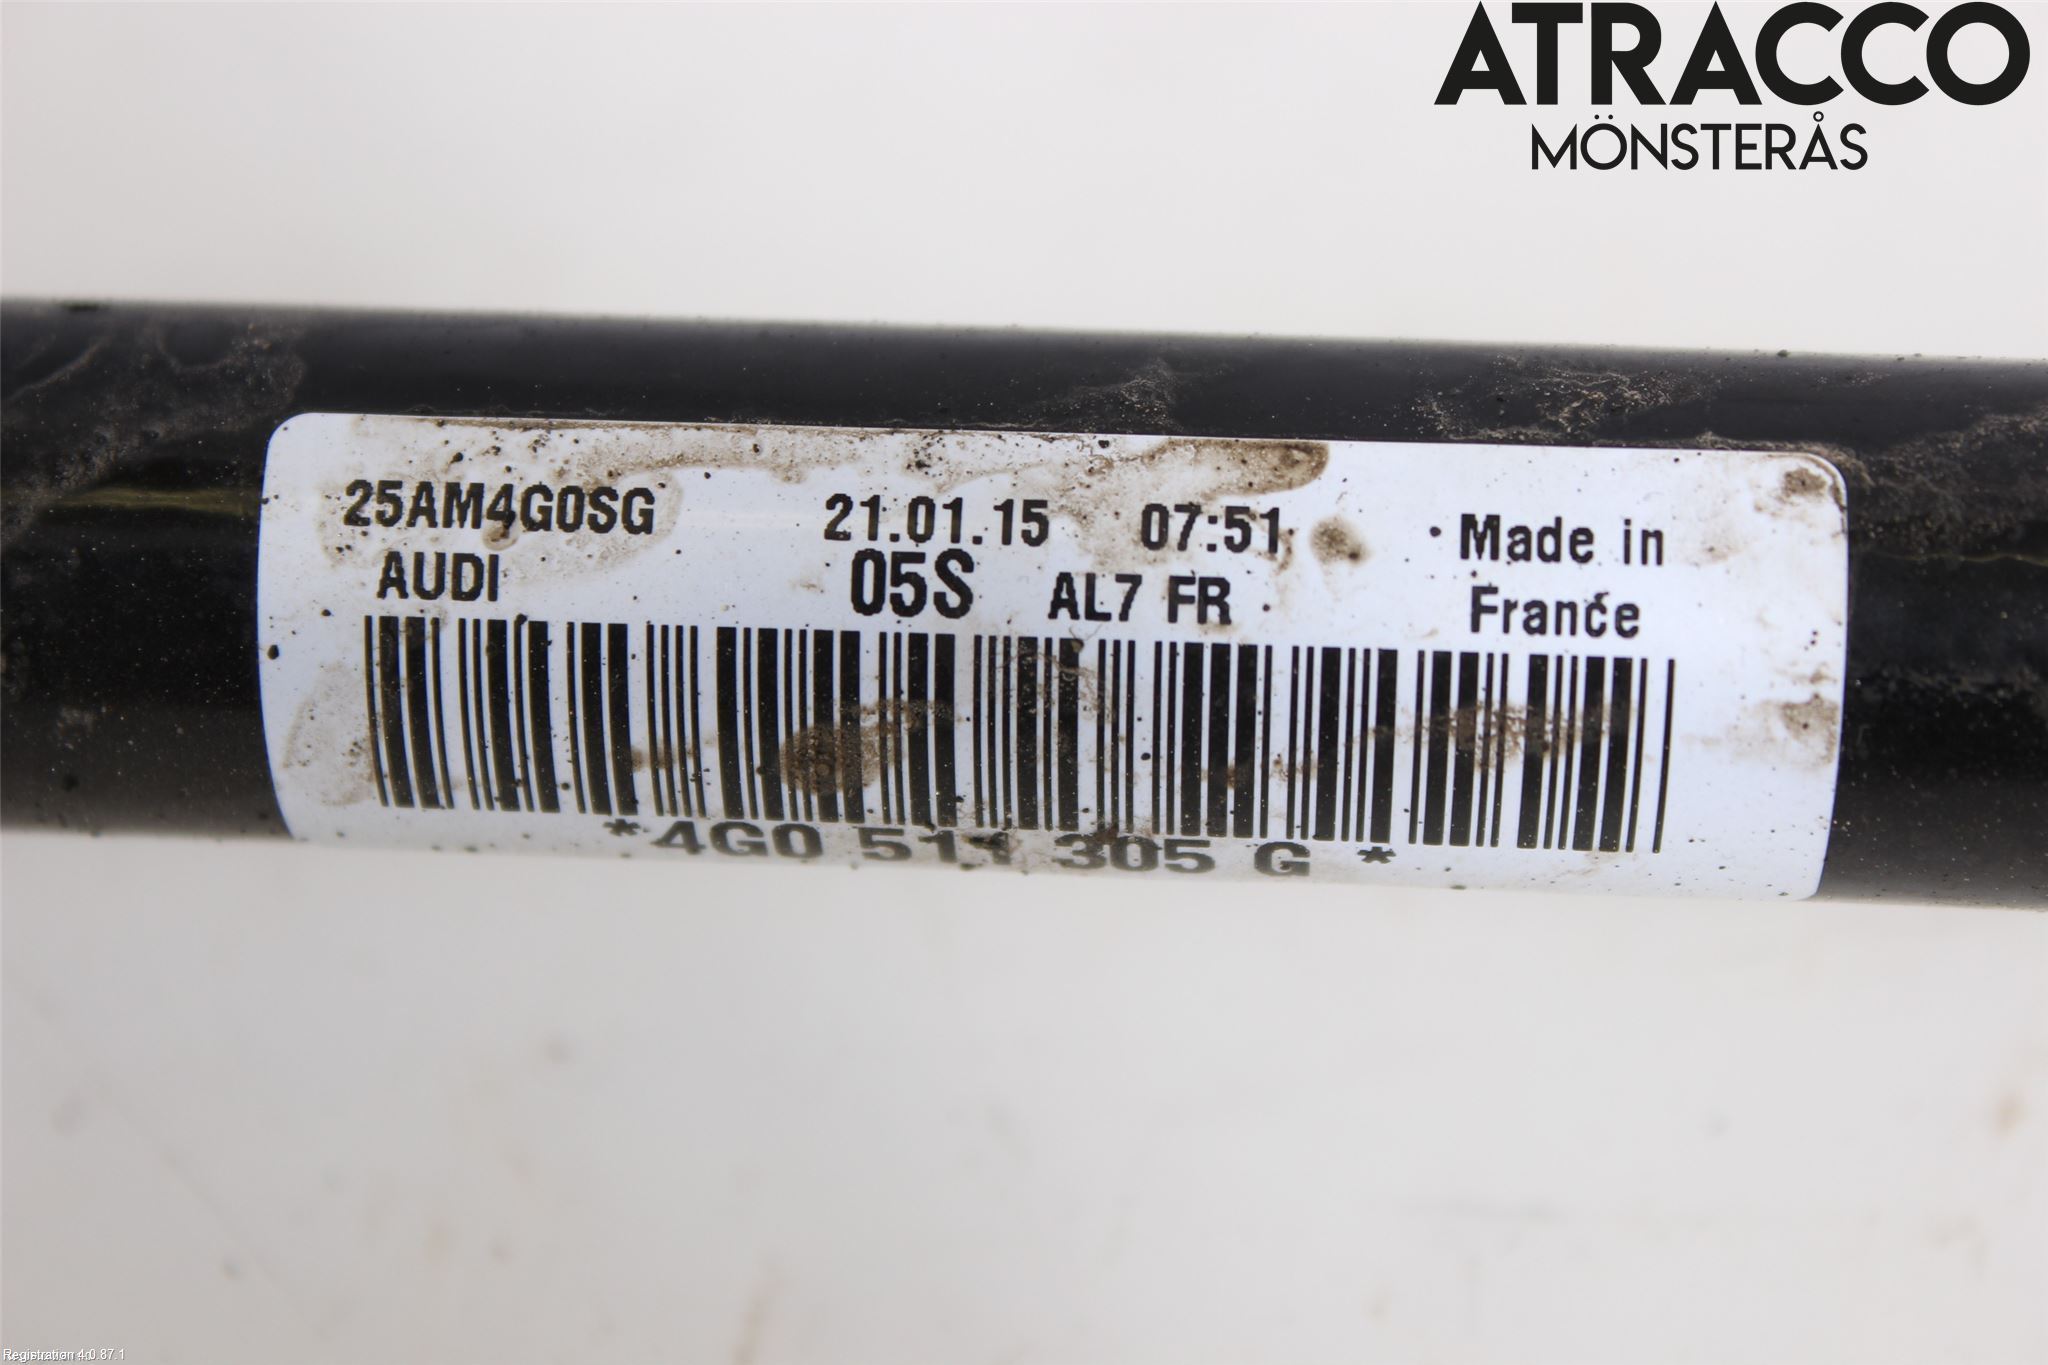 ATRACCO
MÖNSTERÅS
25AM4G0SG 21.01.15 07:51 Made in
AUDI 05S AL7 FR France
*4G0 511 305 G *
Registration 4.0.87.1